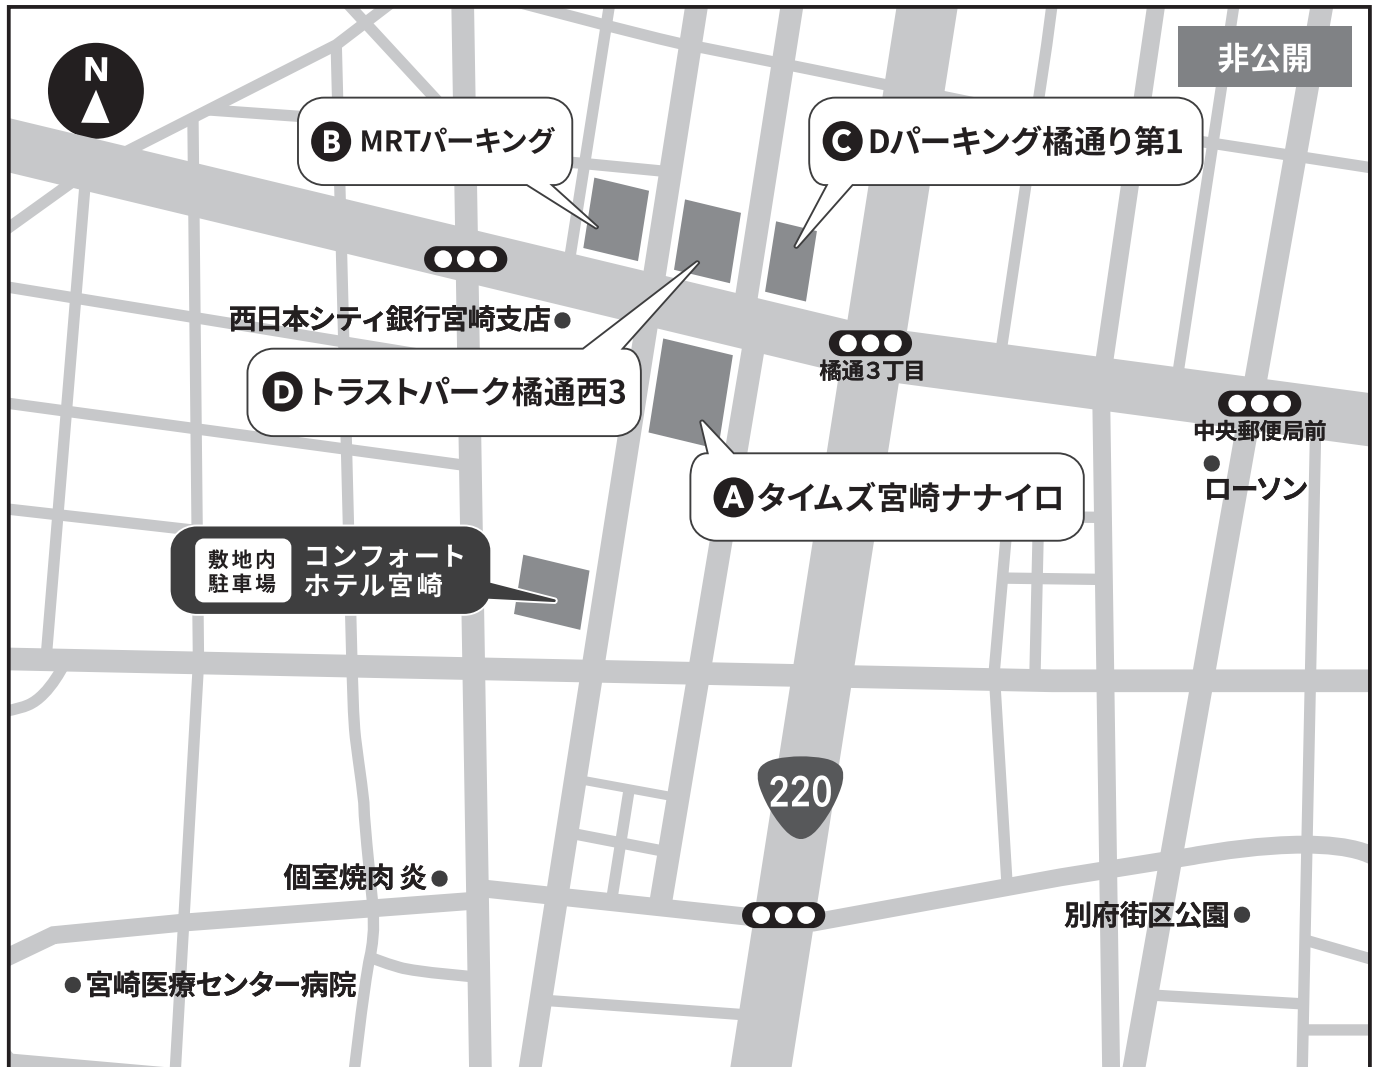 非公開
N
B MRTパーキング
C Dパーキング橘通り第1
西日本シティ銀行宮崎支店
D トラストパーク橘通西3
橘通3丁目
中央郵便局前
ローソン
A タイムズ宮崎ナナイロ
敷地内
駐車場
コンフォート
ホテル宮崎
220
個室焼肉 炎
別府街区公園
宮崎医療センター病院